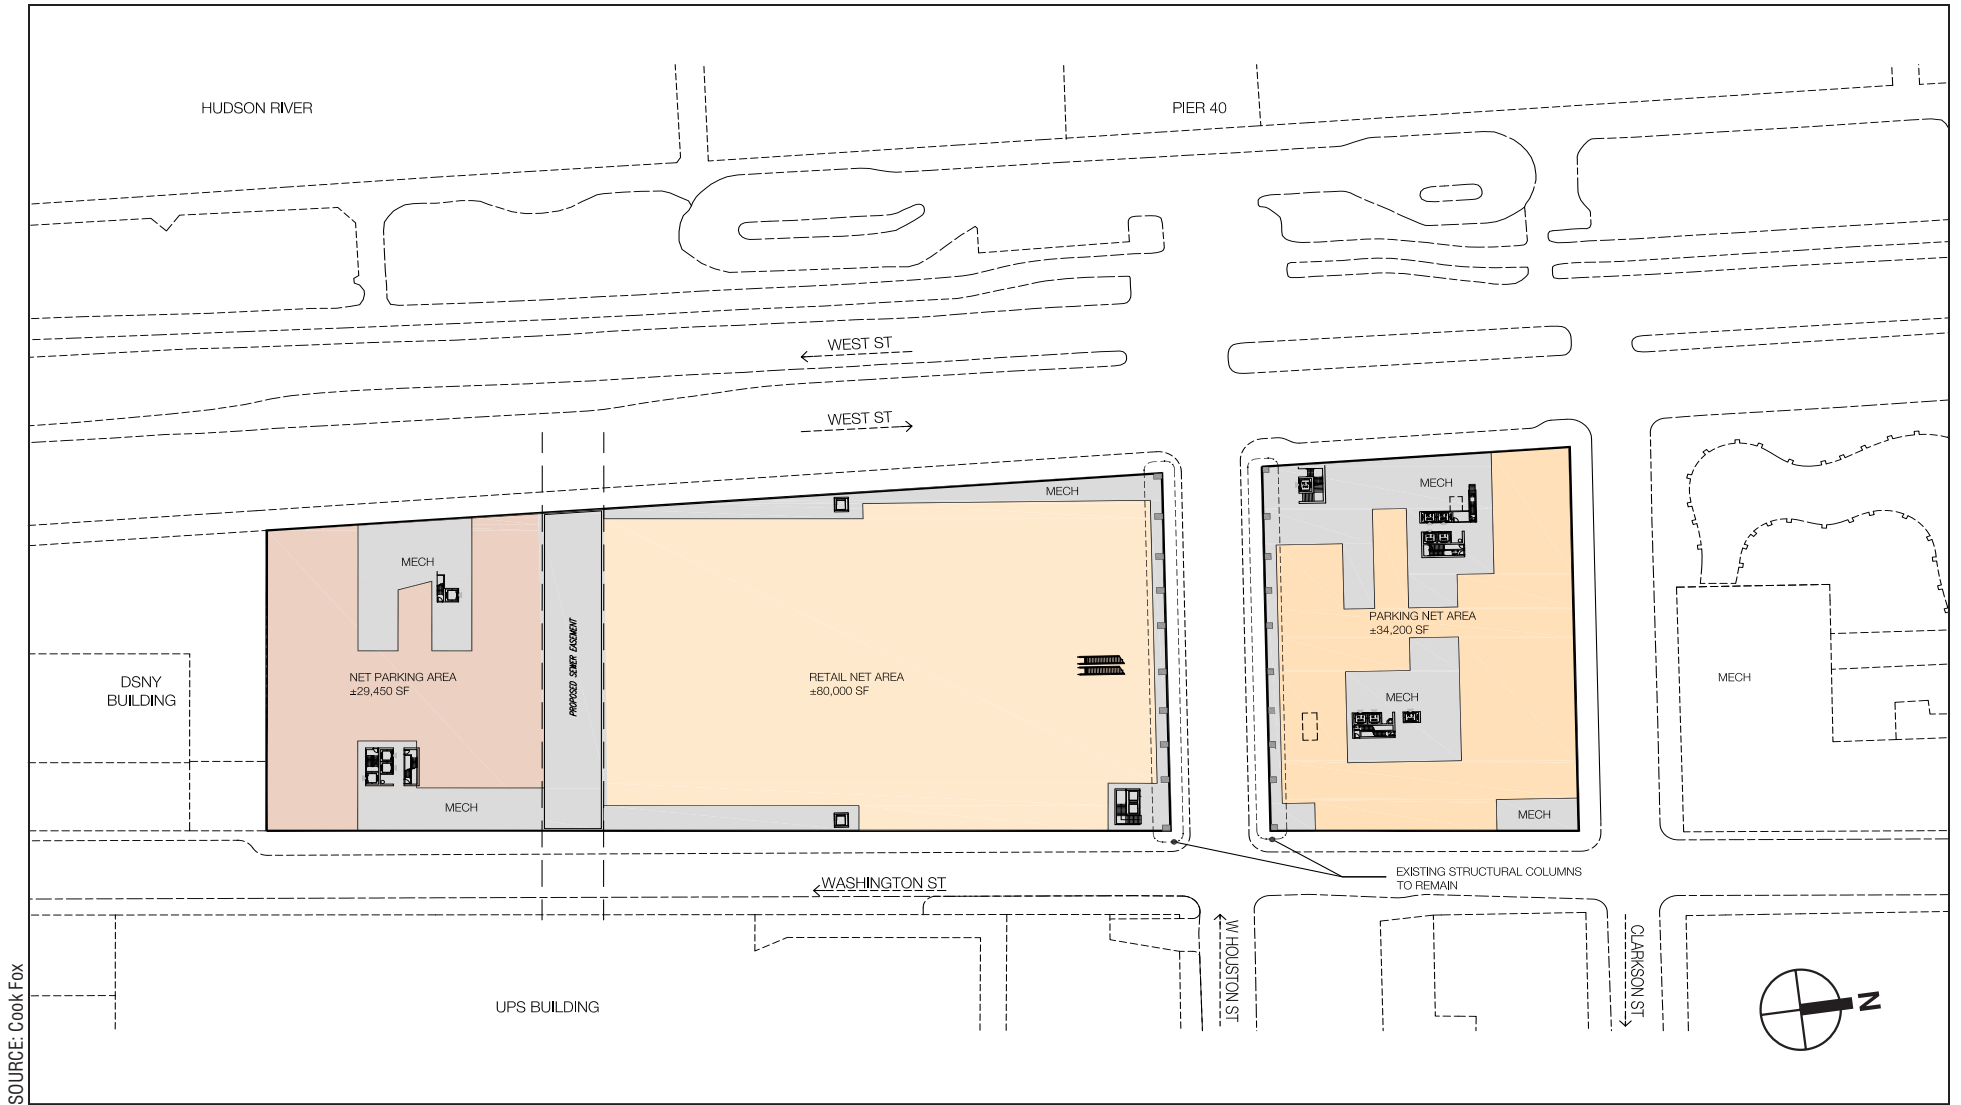 HUDSON RIVER
PIER 40
WEST ST
WEST ST
MECH
MECH
MECH
PROPOSED SEWER EASEMENT
PARKING NET AREA
±34,200 SF
NET PARKING AREA
±29,450 SF
RETAIL NET AREA
±80,000 SF
DSNY
BUILDING
MECH
MECH
MECH
MECH
EXISTING STRUCTURAL COLUMNS
TO REMAIN
WASHINGTON ST
W HOUSTON ST
CLARKSON ST
UPS BUILDING
N
SOURCE: Cook Fox